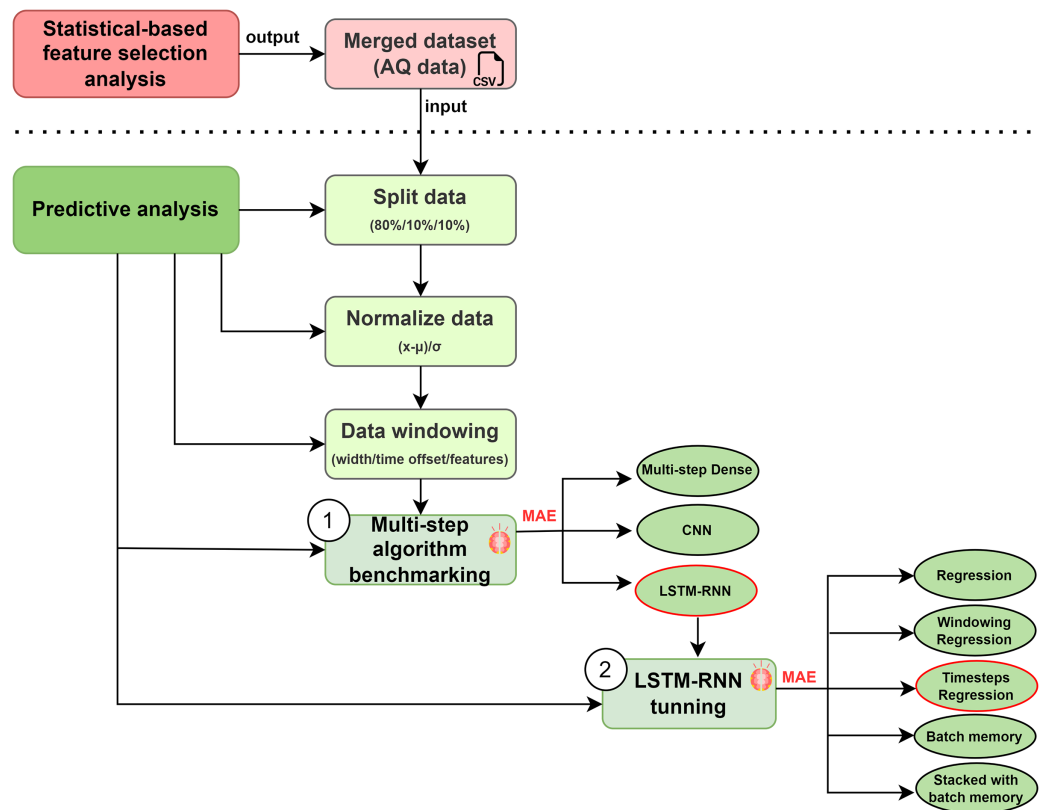 Statistical-based
feature selection
analysis
output
Merged dataset
(AQ data)
CSV
input
Predictive analysis
Split data
(80%/10%/10%)
Normalize data
(x-μ)/σ
Data windowing
(width/time offset/features)
1
Multi-step
algorithm
benchmarking
MAE
Multi-step Dense
CNN
LSTM-RNN
2
LSTM-RNN
tunning
MAE
Regression
Windowing
Regression
Timesteps
Regression
Batch memory
Stacked with
batch memory